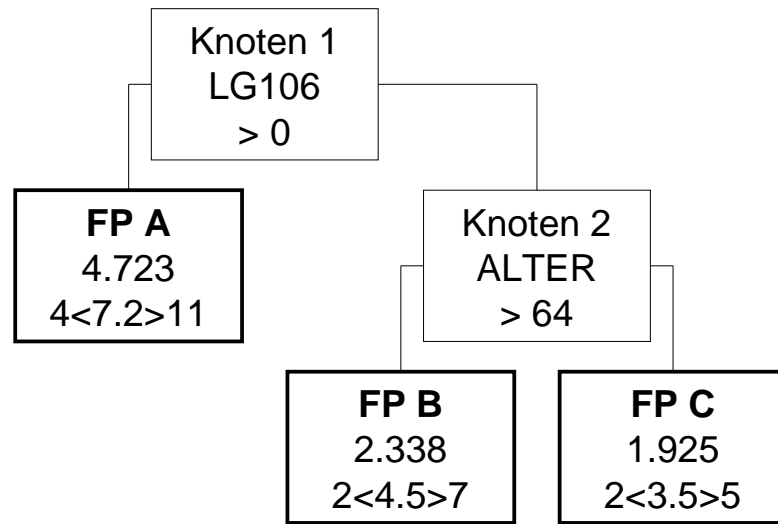 Knoten 1
LG106
> 0
FP A
4.723
4<7.2>11
Knoten 2
ALTER
> 64
FP B
2.338
2<4.5>7
FP C
1.925
2<3.5>5